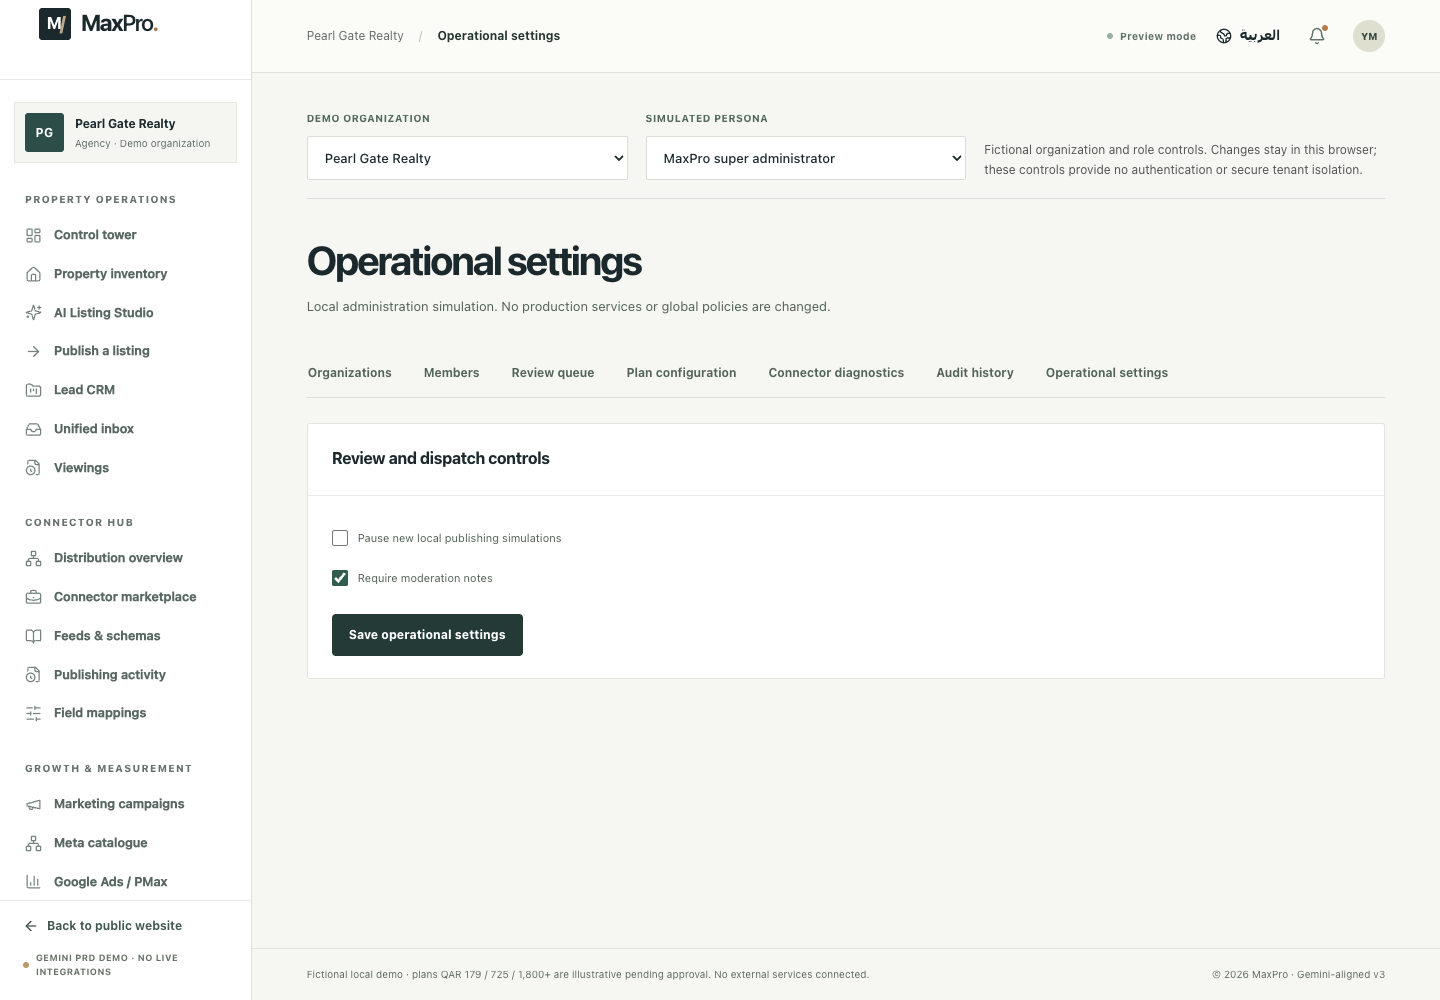 M/ MaxPro.
PG
Pearl Gate Realty
Agency · Demo organization
PROPERTY OPERATIONS
Control tower
Property inventory
AI Listing Studio
Publish a listing
Lead CRM
Unified inbox
Viewings
CONNECTOR HUB
Distribution overview
Connector marketplace
Feeds & schemas
Publishing activity
Field mappings
GROWTH & MEASUREMENT
Marketing campaigns
Meta catalogue
Google Ads / PMax
Back to public website
GEMINI PRD DEMO · NO LIVE
INTEGRATIONS
Pearl Gate Realty / Operational settings
Preview mode
العربية
YM
DEMO ORGANIZATION
Pearl Gate Realty
SIMULATED PERSONA
MaxPro super administrator
Fictional organization and role controls. Changes stay in this browser;
these controls provide no authentication or secure tenant isolation.
Operational settings
Local administration simulation. No production services or global policies are changed.
Organizations Members Review queue Plan configuration Connector diagnostics Audit history Operational settings
Review and dispatch controls
Pause new local publishing simulations
Require moderation notes
Save operational settings
Fictional local demo · plans QAR 179 / 725 / 1,800+ are illustrative pending approval. No external services connected.
© 2026 MaxPro · Gemini-aligned v3